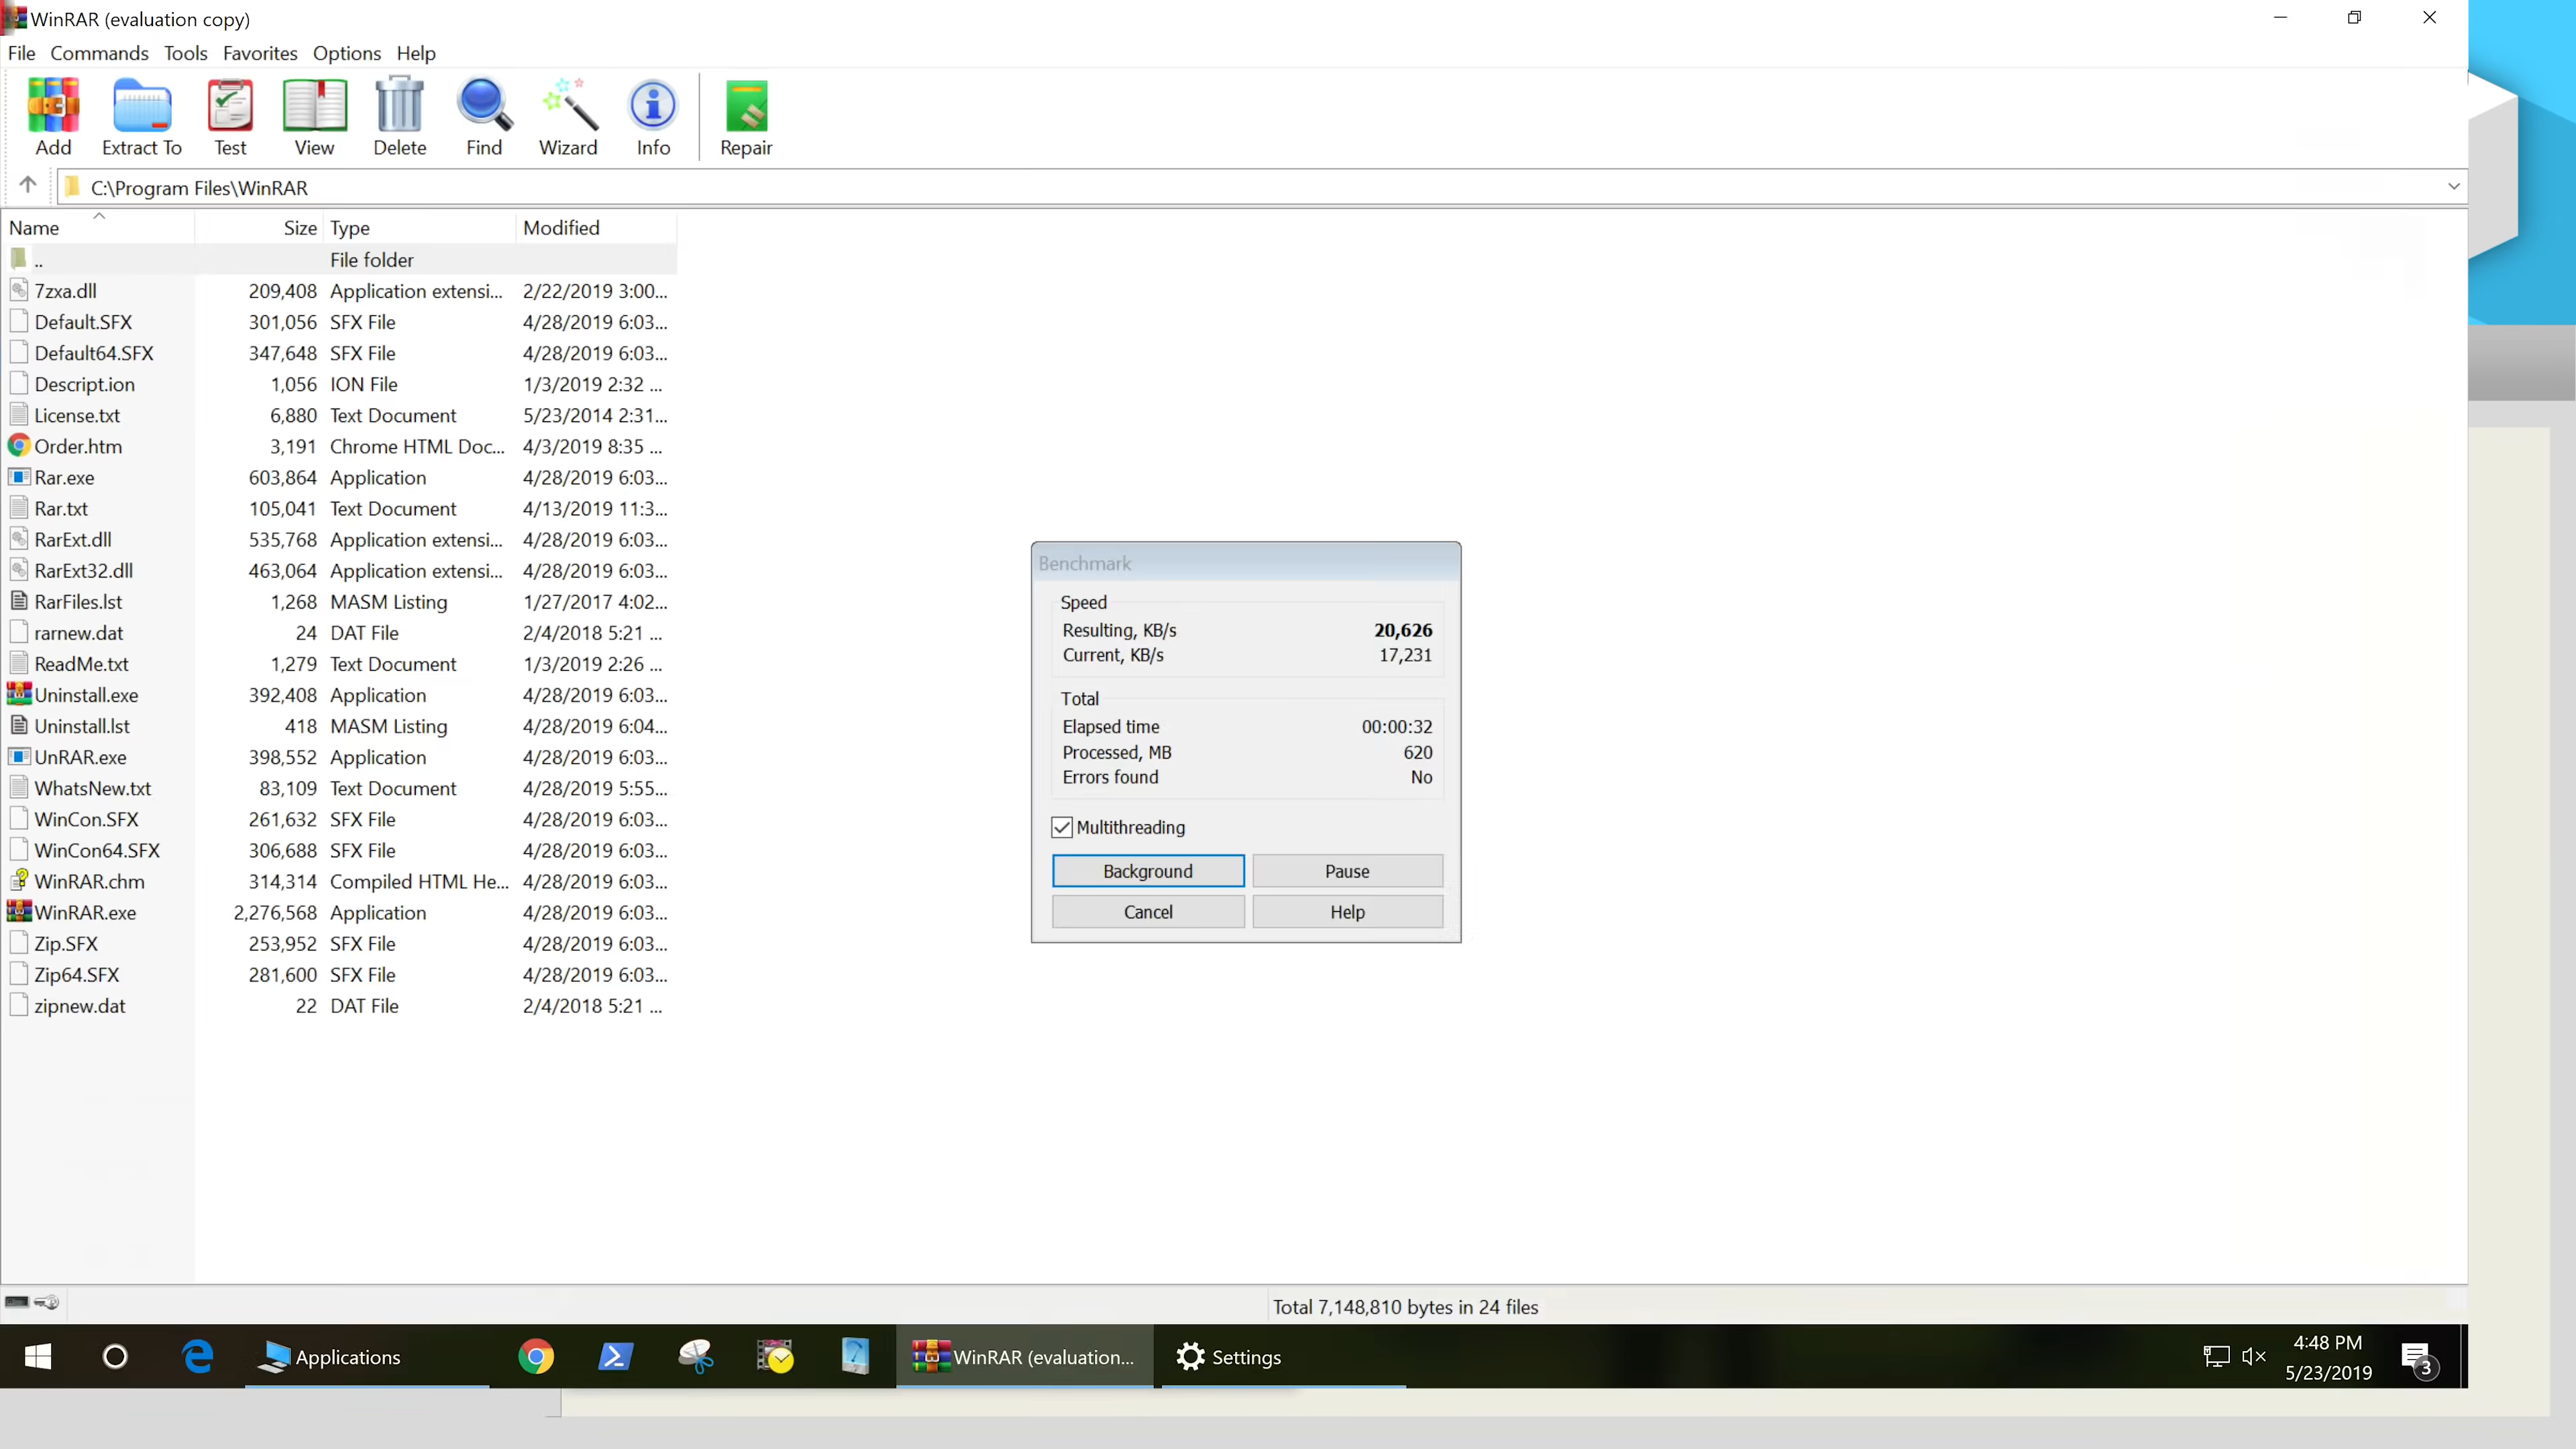 WinRAR (evaluation copy)
File Commands Tools Favorites Options Help
Add Extract To Test View Delete Find Wizard Info Repair
C:\Program Files\WinRAR
Name Size Type Modified
.. File folder
7zxa.dll 209,408 Application extensi... 2/22/2019 3:00...
Default.SFX 301,056 SFX File 4/28/2019 6:03...
Default64.SFX 347,648 SFX File 4/28/2019 6:03...
Descript.ion 1,056 ION File 1/3/2019 2:32 ...
License.txt 6,880 Text Document 5/23/2014 2:31...
Order.htm 3,191 Chrome HTML Doc... 4/3/2019 8:35 ...
Rar.exe 603,864 Application 4/28/2019 6:03...
Rar.txt 105,041 Text Document 4/13/2019 11:3...
RarExt.dll 535,768 Application extensi... 4/28/2019 6:03...
RarExt32.dll 463,064 Application extensi... 4/28/2019 6:03...
RarFiles.lst 1,268 MASM Listing 1/27/2017 4:02...
rarnew.dat 24 DAT File 2/4/2018 5:21 ...
ReadMe.txt 1,279 Text Document 1/3/2019 2:26 ...
Uninstall.exe 392,408 Application 4/28/2019 6:03...
Uninstall.lst 418 MASM Listing 4/28/2019 6:04...
UnRAR.exe 398,552 Application 4/28/2019 6:03...
WhatsNew.txt 83,109 Text Document 4/28/2019 5:55...
WinCon.SFX 261,632 SFX File 4/28/2019 6:03...
WinCon64.SFX 306,688 SFX File 4/28/2019 6:03...
WinRAR.chm 314,314 Compiled HTML He... 4/28/2019 6:03...
WinRAR.exe 2,276,568 Application 4/28/2019 6:03...
Zip.SFX 253,952 SFX File 4/28/2019 6:03...
Zip64.SFX 281,600 SFX File 4/28/2019 6:03...
zipnew.dat 22 DAT File 2/4/2018 5:21 ...
Benchmark
Speed
Resulting, KB/s 20,626
Current, KB/s 17,231
Total
Elapsed time 00:00:32
Processed, MB 620
Errors found No
Multithreading
Background Pause
Cancel Help
Total 7,148,810 bytes in 24 files
Applications WinRAR (evaluation... Settings
4:48 PM
5/23/2019
3